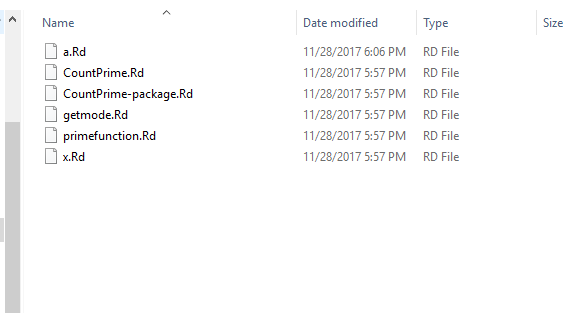 Name Date modified Type Size
a.Rd 11/28/2017 6:06 PM RD File
CountPrime.Rd 11/28/2017 5:57 PM RD File
CountPrime-package.Rd 11/28/2017 5:57 PM RD File
getmode.Rd 11/28/2017 5:57 PM RD File
primefunction.Rd 11/28/2017 5:57 PM RD File
x.Rd 11/28/2017 5:57 PM RD File